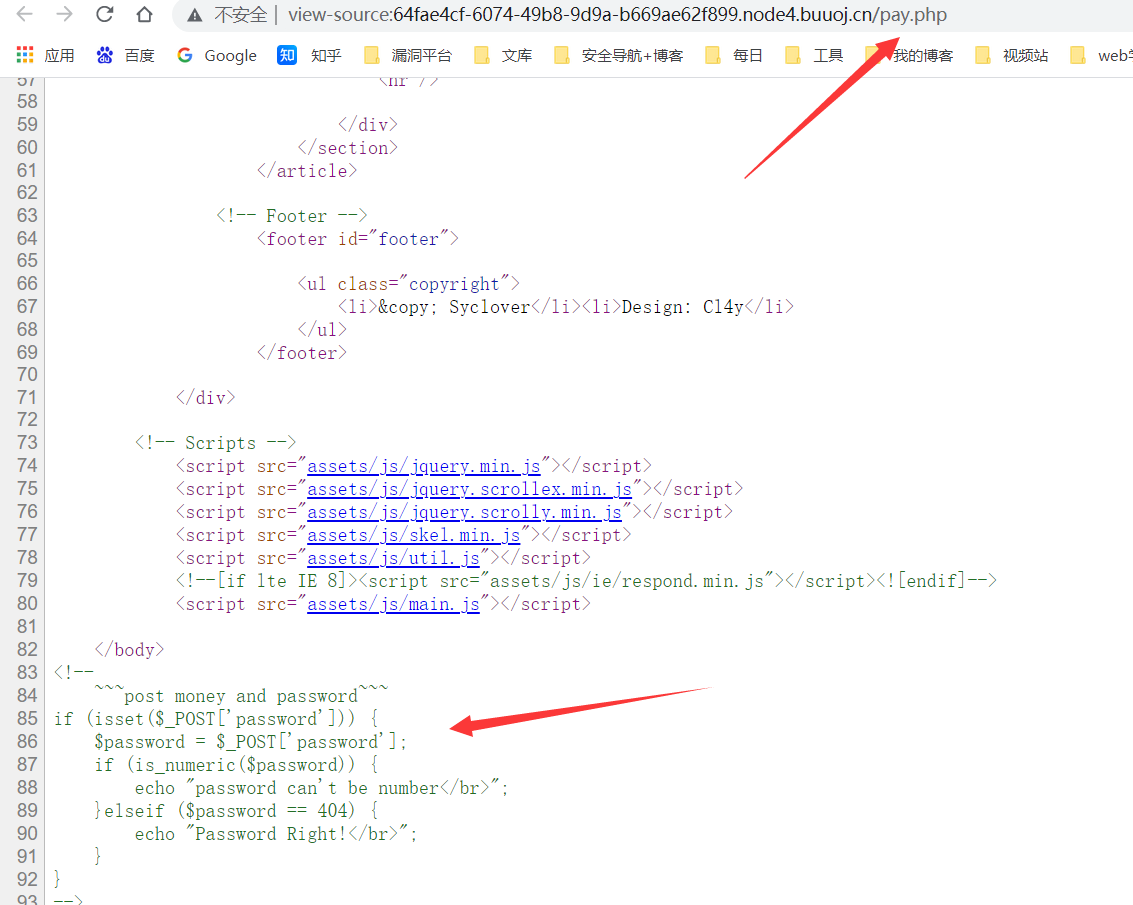 不安全 | view-source:64fae4cf-6074-49b8-9d9a-b669ae62f899.node4.buuoj.cn/pay.php
应用 百度 Google 知 知乎 漏洞平台 文库 安全导航+博客 每日 工具 我的博客 视频站 web学
57 <hr />
58
59 </div>
60 </section>
61 </article>
62
63 <!-- Footer -->
64 <footer id="footer">
65
66 <ul class="copyright">
67 <li>&copy; Syclover</li><li>Design: Cl4y</li>
68 </ul>
69 </footer>
70
71 </div>
72
73 <!-- Scripts -->
74 <script src="assets/js/jquery.min.js"></script>
75 <script src="assets/js/jquery.scrollex.min.js"></script>
76 <script src="assets/js/jquery.scrolly.min.js"></script>
77 <script src="assets/js/skel.min.js"></script>
78 <script src="assets/js/util.js"></script>
79 <!--[if lte IE 8]><script src="assets/js/ie/respond.min.js"></script><![endif]-->
80 <script src="assets/js/main.js"></script>
81
82 </body>
83 <!--
84 ~~~post money and password~~~
85 if (isset($_POST['password'])) {
86 $password = $_POST['password'];
87 if (is_numeric($password)) {
88 echo "password can't be number</br>";
89 }elseif ($password == 404) {
90 echo "Password Right!</br>";
91 }
92 }
93 -->